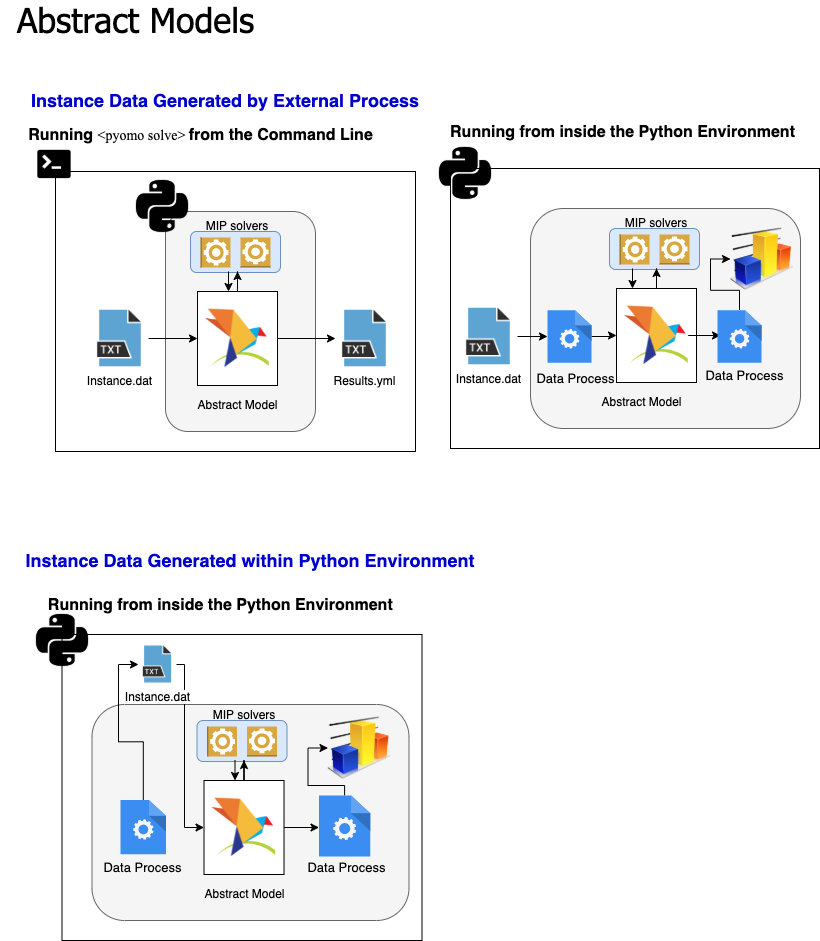 Abstract Models
Instance Data Generated by External Process
Running <pyomo solve> from the Command Line
MIP solvers
TXT
TXT
Instance.dat
Results.yml
Abstract Model
Running from inside the Python Environment
MIP solvers
TXT
Instance.dat
Data Process
Data Process
Abstract Model
Instance Data Generated within Python Environment
Running from inside the Python Environment
TXT
Instance.dat
MIP solvers
Data Process
Data Process
Abstract Model